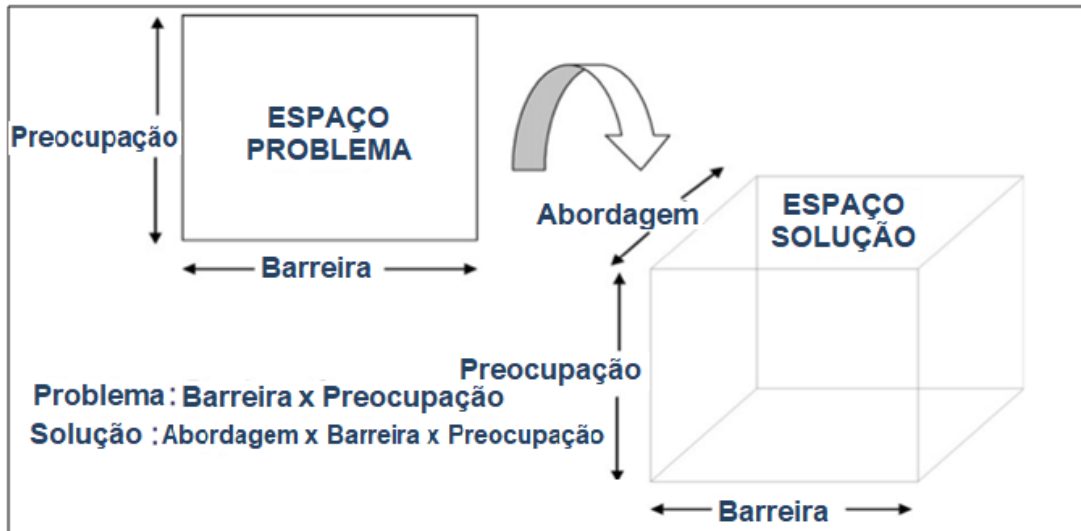 Preocupação
ESPAÇO
PROBLEMA
Barreira
Abordagem
ESPAÇO
SOLUÇÃO
Preocupação
Barreira
Problema: Barreira x Preocupação
Solução :Abordagem x Barreira x Preocupação